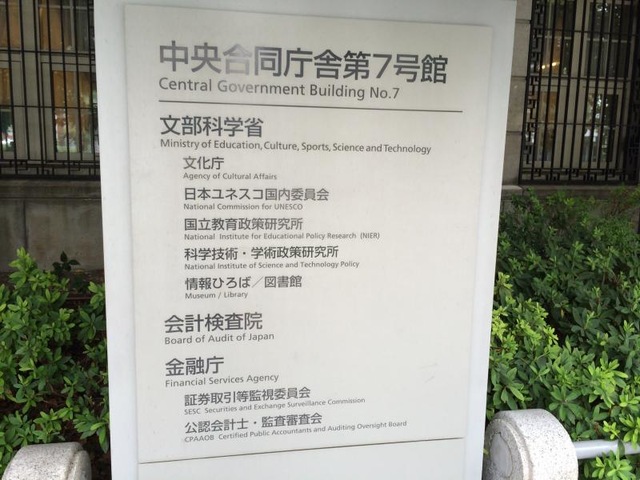 中央合同庁舎第7号館
Central Government Building No.7
文部科学省
Ministry of Education, Culture, Sports, Science and Technology
文化庁
Agency of Cultural Affairs
日本ユネスコ国内委員会
National Commission for UNESCO
国立教育政策研究所
National Institute for Educational Policy Research (NIER)
科学技術・学術政策研究所
National Institute of Science and Technology Policy
情報ひろば／図書館
Museum / Library
会計検査院
Board of Audit of Japan
金融庁
Financial Services Agency
証券取引等監視委員会
SESC Securities and Exchange Surveillance Commission
公認会計士・監査審査会
CPAAOB Certified Public Accountants and Auditing Oversight Board